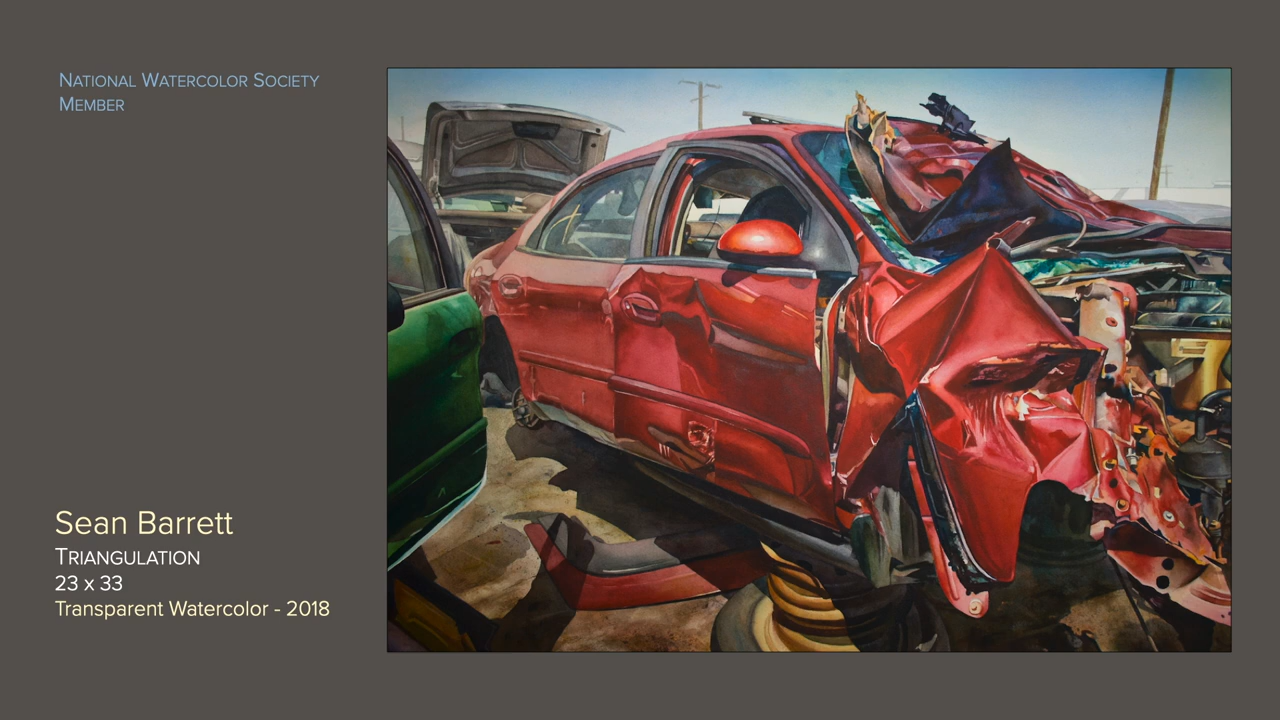 National Watercolor Society
Member
Sean Barrett
Triangulation
23 x 33
Transparent Watercolor - 2018